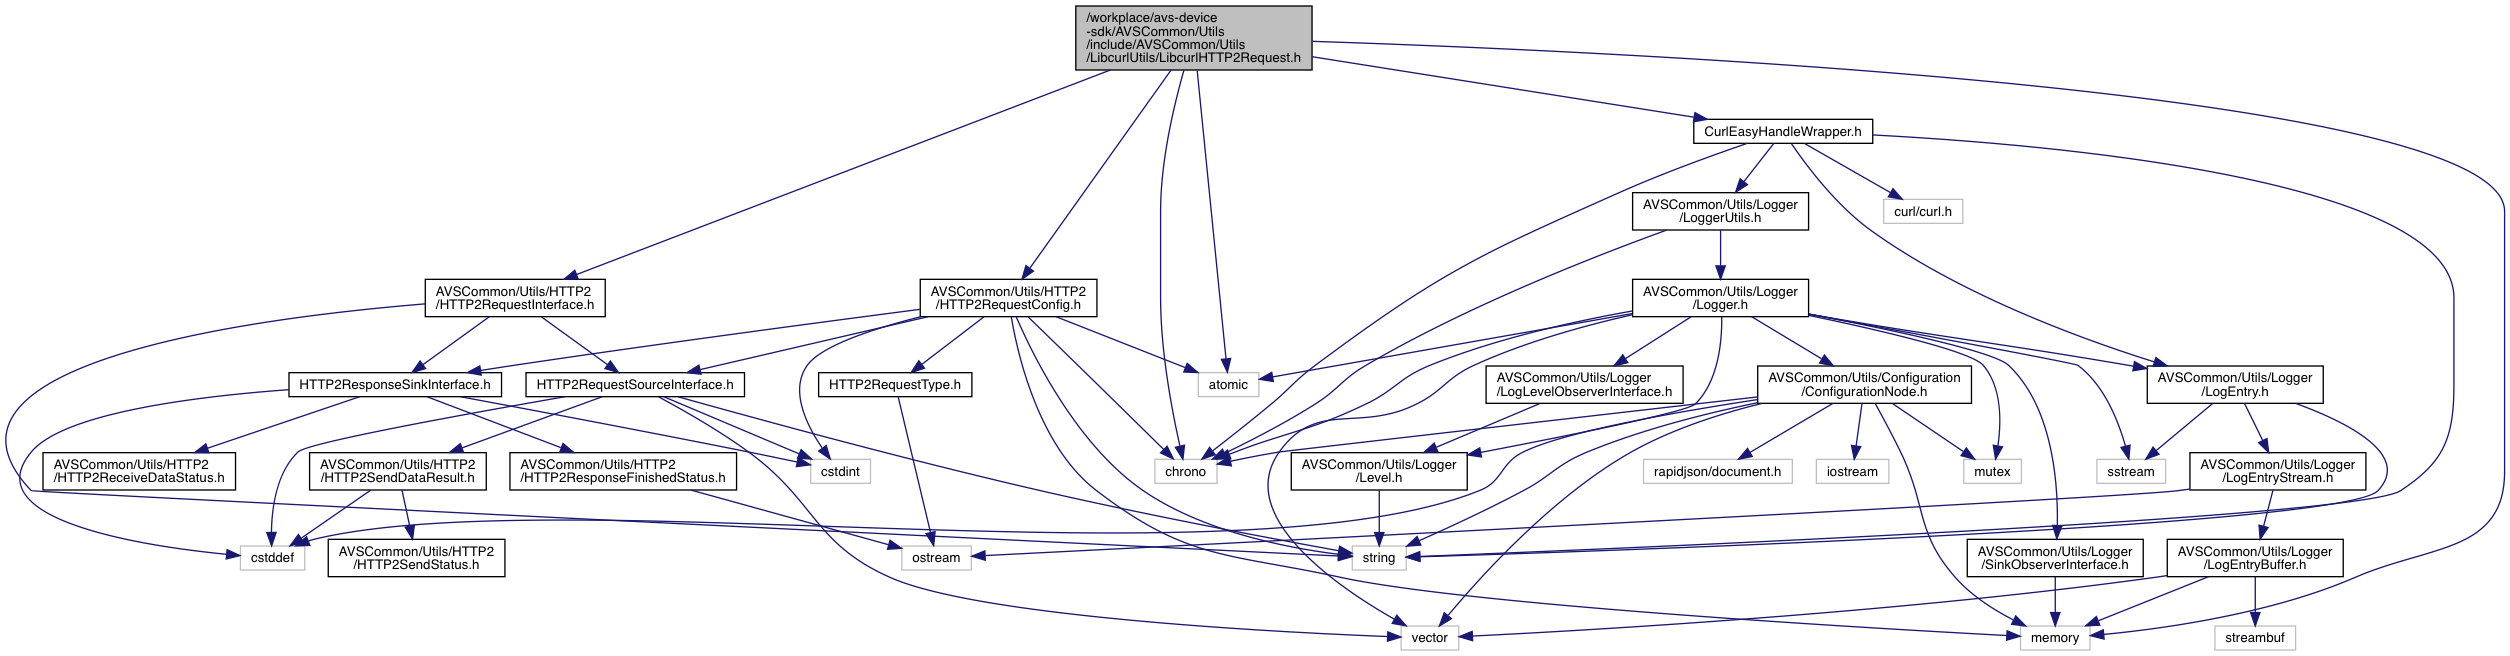 /workplace/avs-device
-sdk/AVSCommon/Utils
/include/AVSCommon/Utils
/LibcurlUtils/LibcurlHTTP2Request.h
CurlEasyHandleWrapper.h
AVSCommon/Utils/Logger
/LoggerUtils.h
curl/curl.h
AVSCommon/Utils/HTTP2
/HTTP2RequestInterface.h
AVSCommon/Utils/HTTP2
/HTTP2RequestConfig.h
AVSCommon/Utils/Logger
/Logger.h
HTTP2ResponseSinkInterface.h
HTTP2RequestSourceInterface.h
HTTP2RequestType.h
atomic
AVSCommon/Utils/Logger
/LogLevelObserverInterface.h
AVSCommon/Utils/Configuration
/ConfigurationNode.h
AVSCommon/Utils/Logger
/LogEntry.h
AVSCommon/Utils/HTTP2
/HTTP2ReceiveDataStatus.h
AVSCommon/Utils/HTTP2
/HTTP2SendDataResult.h
AVSCommon/Utils/HTTP2
/HTTP2ResponseFinishedStatus.h
cstdint
chrono
AVSCommon/Utils/Logger
/Level.h
rapidjson/document.h
iostream
mutex
sstream
AVSCommon/Utils/Logger
/LogEntryStream.h
cstddef
AVSCommon/Utils/HTTP2
/HTTP2SendStatus.h
ostream
string
AVSCommon/Utils/Logger
/SinkObserverInterface.h
AVSCommon/Utils/Logger
/LogEntryBuffer.h
vector
memory
streambuf